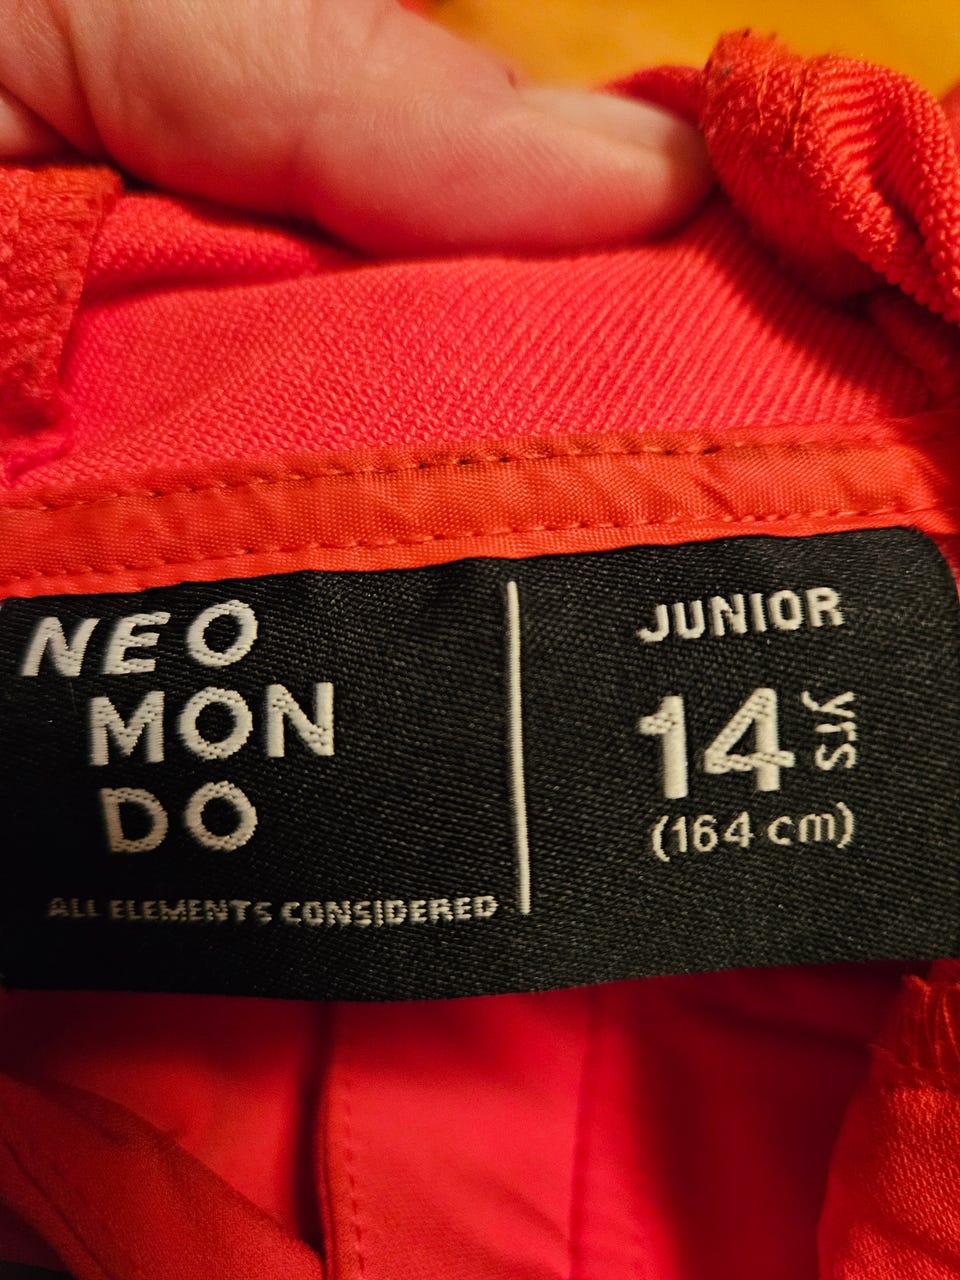 NEO
MON
DO
ALL ELEMENTS CONSIDERED
JUNIOR
14 yrs
(164 cm)